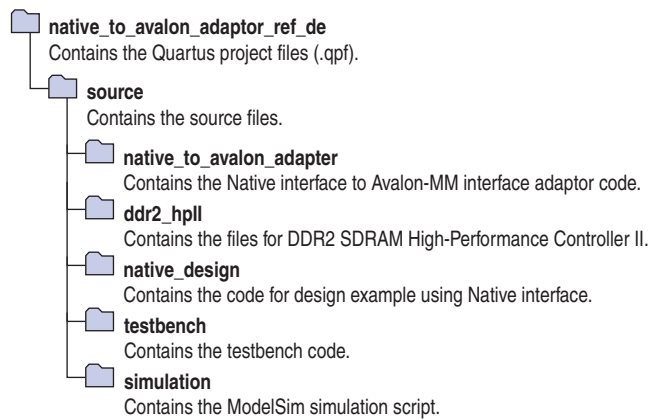 native_to_avalon_adaptor_ref_de
Contains the Quartus project files (.qpf).
source
Contains the source files.
native_to_avalon_adapter
Contains the Native interface to Avalon-MM interface adaptor code.
ddr2_hpII
Contains the files for DDR2 SDRAM High-Performance Controller II.
native_design
Contains the code for design example using Native interface.
testbench
Contains the testbench code.
simulation
Contains the ModelSim simulation script.